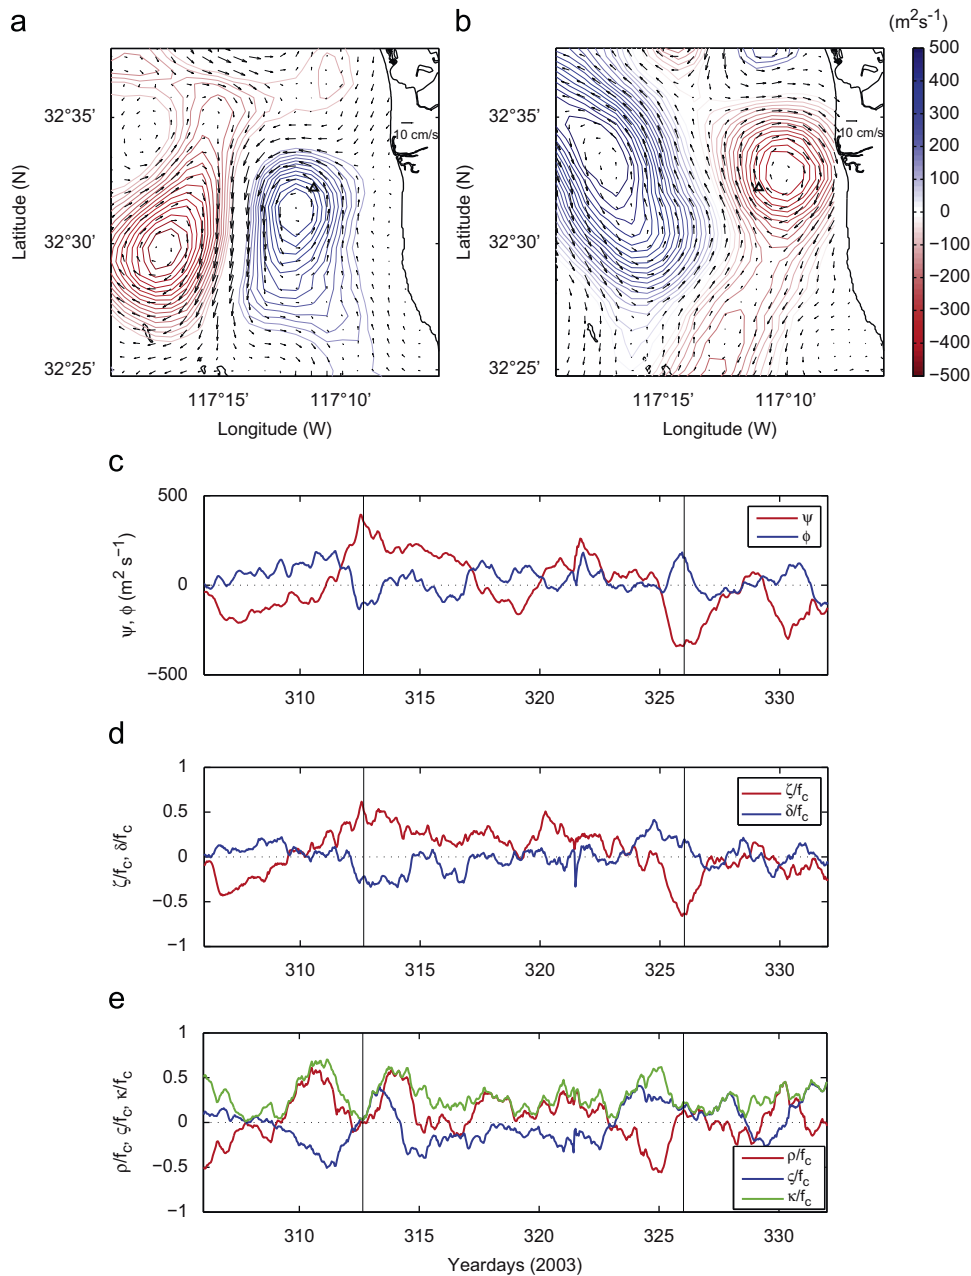 a
b
(m²s⁻¹)
32°35'
32°30'
32°25'
Latitude (N)
10 cm/s
117°15'
117°10'
Longitude (W)
32°35'
32°30'
32°25'
Latitude (N)
10 cm/s
117°15'
117°10'
Longitude (W)
500
400
300
200
100
0
−100
−200
−300
−400
−500
c
500
0
−500
ψ, ϕ (m² s⁻¹)
ψ
ϕ
310
315
320
325
330
d
1
0.5
0
−0.5
−1
ζ/f_c, δ/f_c
ζ/f_c
δ/f_c
310
315
320
325
330
e
1
0.5
0
−0.5
−1
ρ/f_c, ς/f_c, κ/f_c
ρ/f_c
ς/f_c
κ/f_c
310
315
320
325
330
Yeardays (2003)